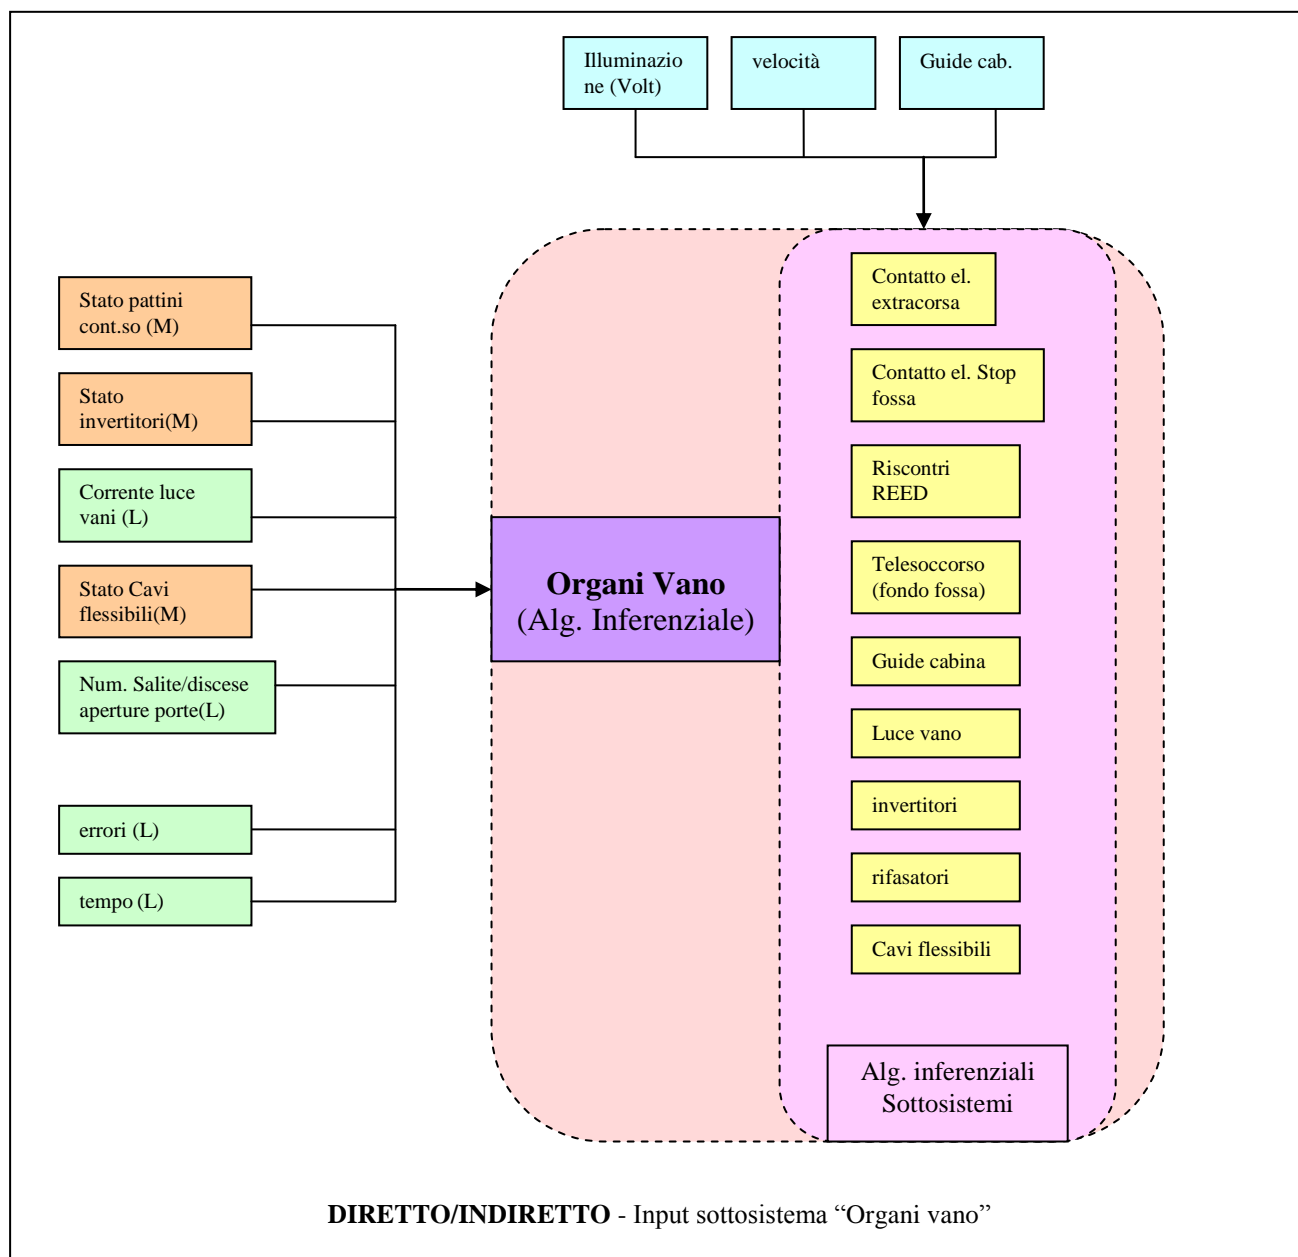 Illuminazio
ne (Volt)
velocità
Guide cab.
Stato pattini
cont.so (M)
Stato
invertitori(M)
Corrente luce
vani (L)
Stato Cavi
flessibili(M)
Num. Salite/discese
aperture porte(L)
errori (L)
tempo (L)
Organi Vano
(Alg. Inferenziale)
Contatto el.
extracorsa
Contatto el. Stop
fossa
Riscontri
REED
Telesoccorso
(fondo fossa)
Guide cabina
Luce vano
invertitori
rifasatori
Cavi flessibili
Alg. inferenziali
Sottosistemi
DIRETTO/INDIRETTO - Input sottosistema “Organi vano”